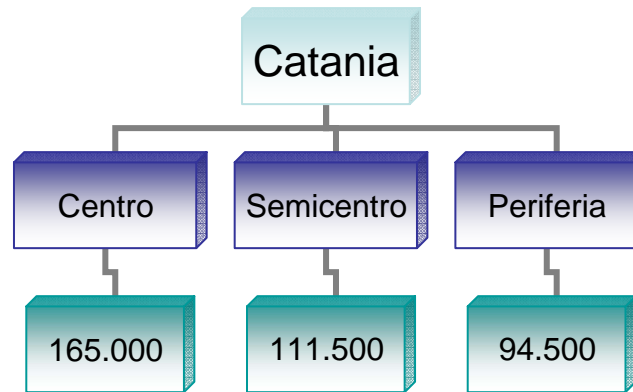 Catania
Centro
Semicentro
Periferia
165.000
111.500
94.500